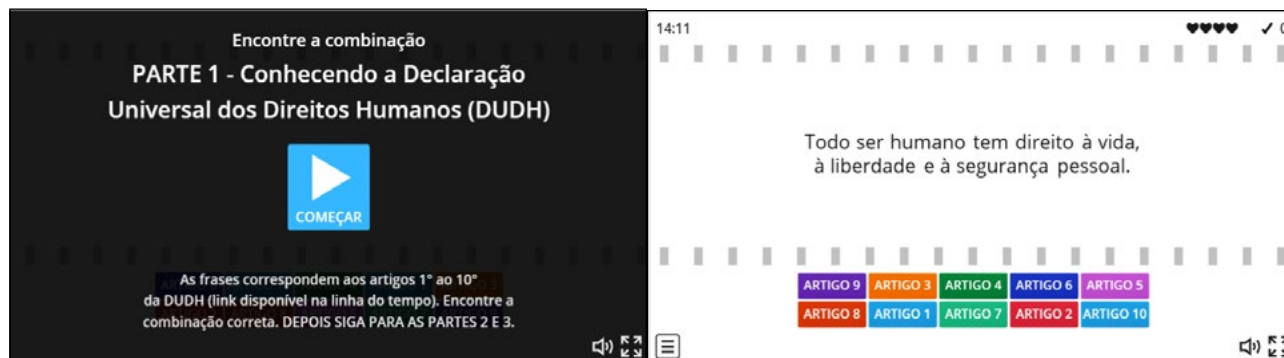 Encontre a combinação
PARTE 1 - Conhecendo a Declaração
Universal dos Direitos Humanos (DUDH)
COMEÇAR
As frases correspondem aos artigos 1° ao 10°
da DUDH (link disponível na linha do tempo). Encontre a
combinação correta. DEPOIS SIGA PARA AS PARTES 2 E 3.
14:11
Todo ser humano tem direito à vida,
à liberdade e à segurança pessoal.
ARTIGO 9 ARTIGO 3 ARTIGO 4 ARTIGO 6 ARTIGO 5
ARTIGO 8 ARTIGO 1 ARTIGO 7 ARTIGO 2 ARTIGO 10